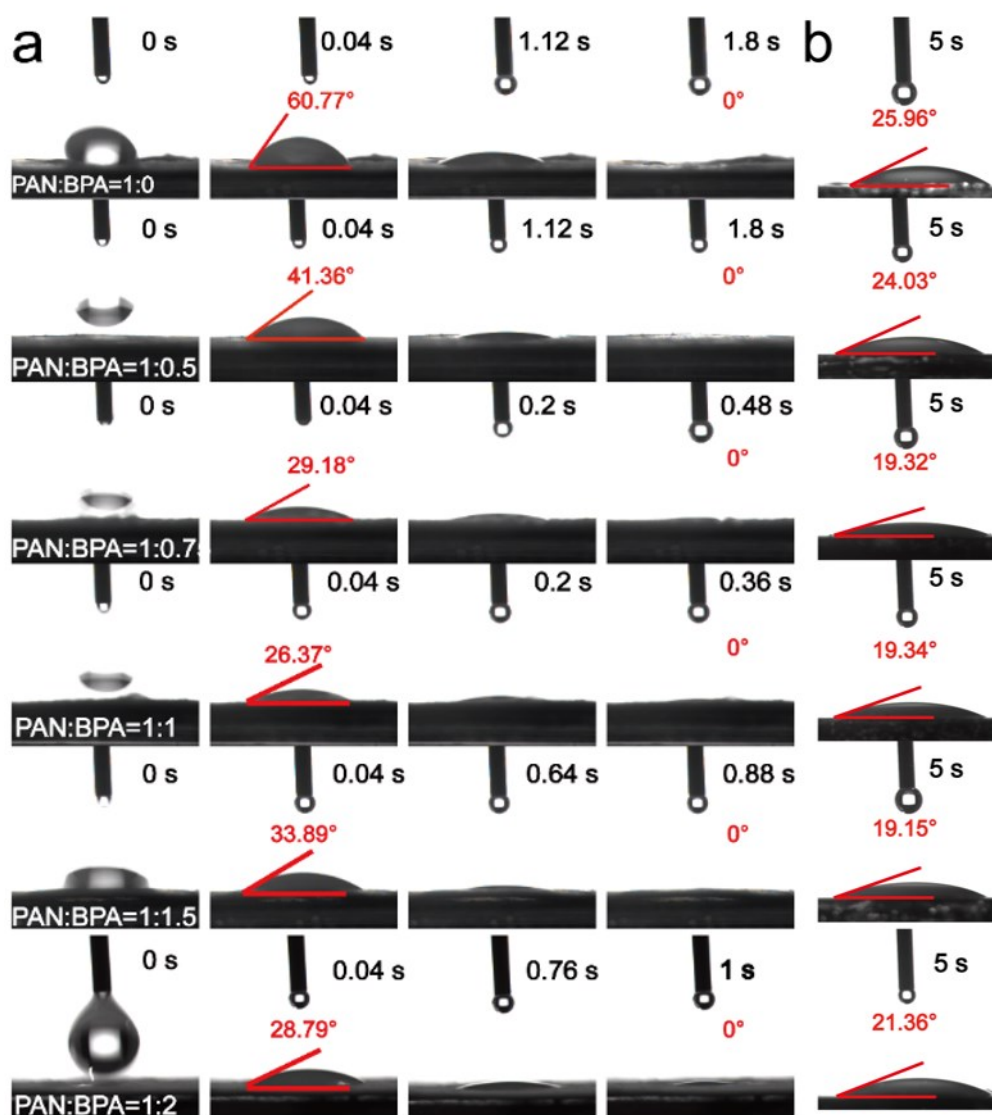 a
b
0 s
0.04 s
1.12 s
1.8 s
5 s
60.77°
0°
25.96°
PAN:BPA=1:0
0 s
0.04 s
1.12 s
1.8 s
5 s
41.36°
0°
24.03°
PAN:BPA=1:0.5
0 s
0.04 s
0.2 s
0.48 s
5 s
29.18°
0°
19.32°
PAN:BPA=1:0.75
0 s
0.04 s
0.2 s
0.36 s
5 s
26.37°
0°
19.34°
PAN:BPA=1:1
0 s
0.04 s
0.64 s
0.88 s
5 s
33.89°
0°
19.15°
PAN:BPA=1:1.5
0 s
0.04 s
0.76 s
1 s
5 s
28.79°
0°
21.36°
PAN:BPA=1:2